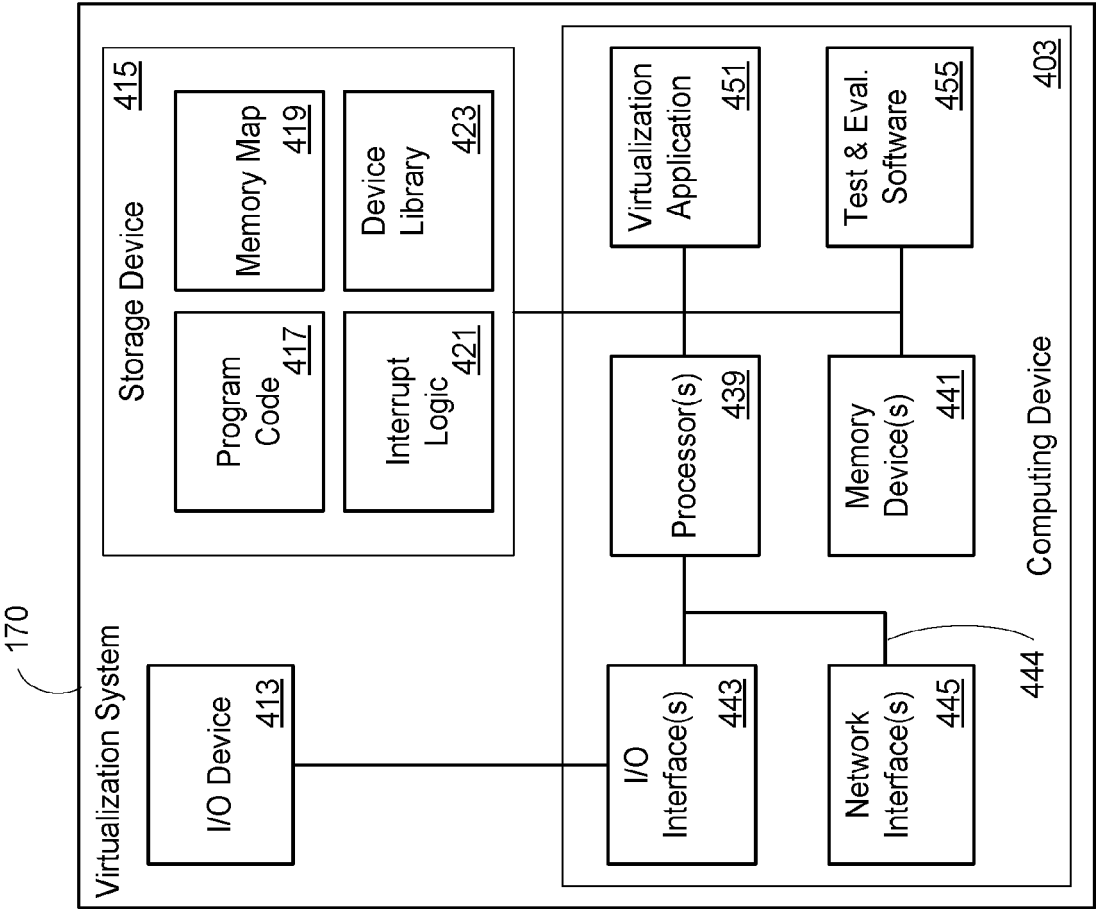 170
Virtualization System
I/O Device
413
Storage Device
415
Program
Code
417
Memory Map
419
Interrupt
Logic
421
Device
Library
423
I/O
Interface(s)
443
Processor(s)
439
Virtualization
Application
451
Network
Interface(s)
445
Memory
Device(s)
441
Test & Eval.
Software
455
444
Computing Device
403